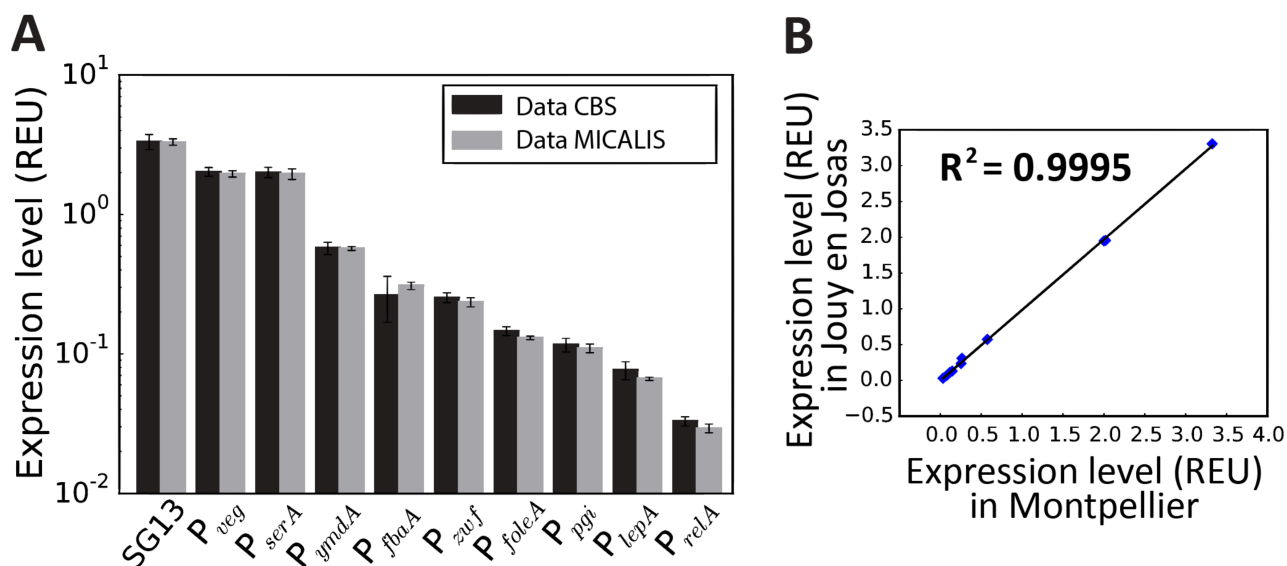 A
Expression level (REU)
10^1
10^0
10^-1
10^-2
Data CBS
Data MICALIS
SG13
P veg
P serA
P ymdA
P fbaA
P zwf
P foleA
P pgi
P lepA
P relA
B
Expression level (REU)
in Jouy en Josas
3.5
3.0
2.5
2.0
1.5
1.0
0.5
0.0
−0.5
R² = 0.9995
0.0 0.5 1.0 1.5 2.0 2.5 3.0 3.5 4.0
Expression level (REU)
in Montpellier